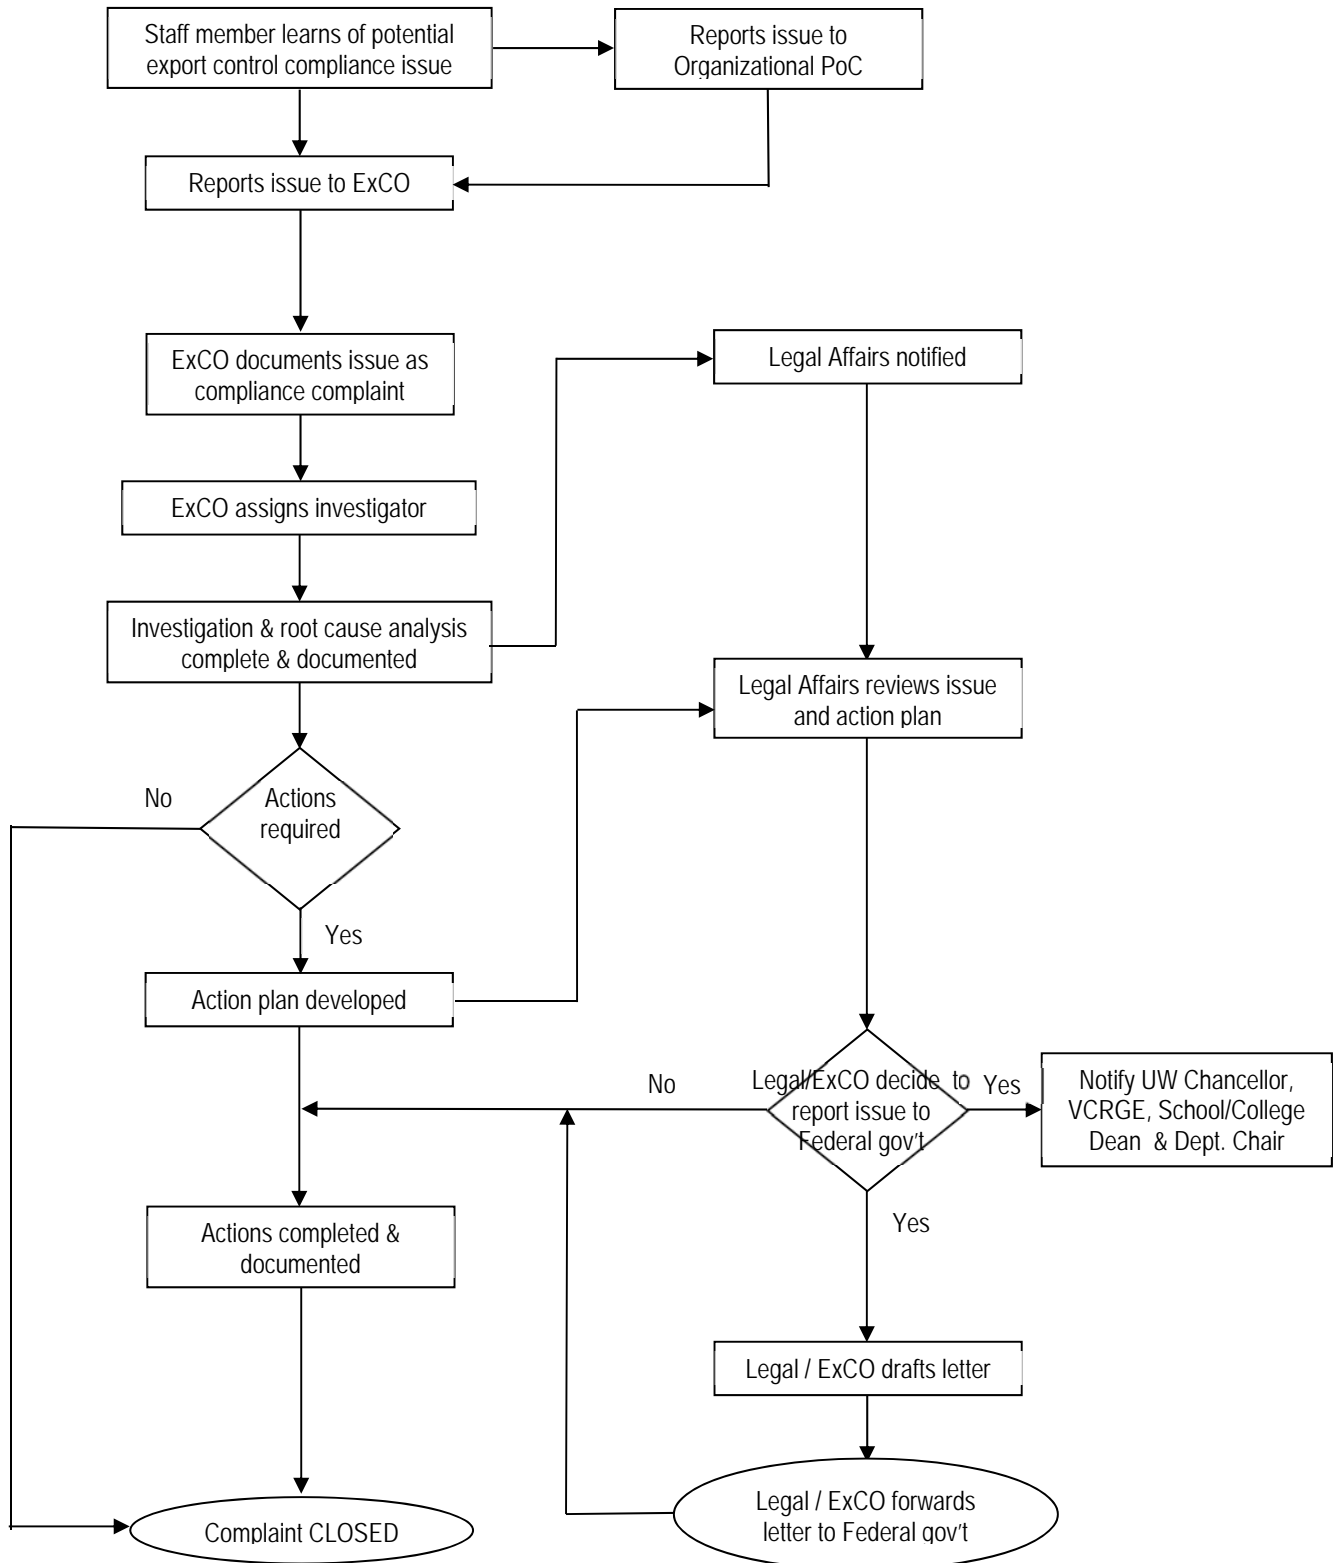 Staff member learns of potential
export control compliance issue
Reports issue to
Organizational PoC
Reports issue to ExCO
ExCO documents issue as
compliance complaint
Legal Affairs notified
ExCO assigns investigator
Investigation & root cause analysis
complete & documented
Legal Affairs reviews issue
and action plan
No
Actions
required
Yes
Action plan developed
No
Legal/ExCO decide to
report issue to
Federal gov't
Yes
Notify UW Chancellor,
VCRGE, School/College
Dean & Dept. Chair
Yes
Actions completed &
documented
Legal / ExCO drafts letter
Legal / ExCO forwards
letter to Federal gov't
Complaint CLOSED